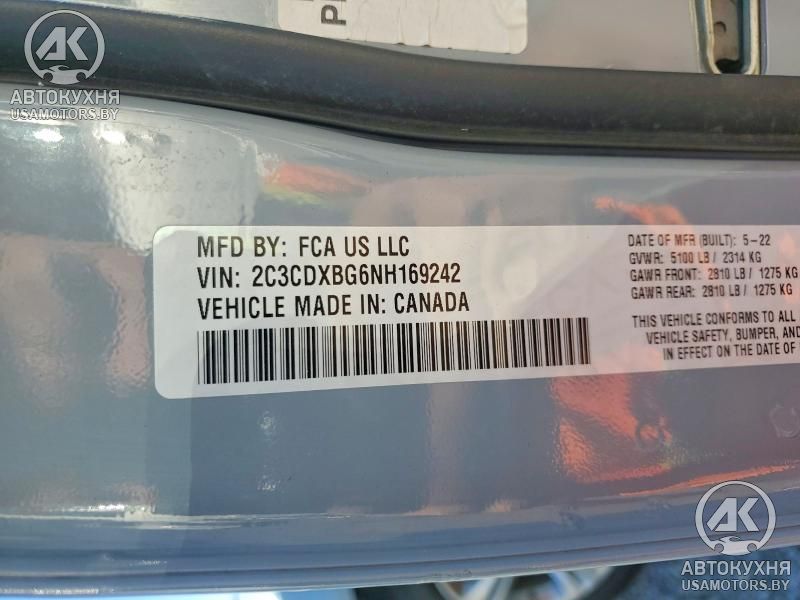 АК
АВТОКУХНЯ
USAMOTORS.BY
MFD BY: FCA US LLC
VIN: 2C3CDXBG6NH169242
VEHICLE MADE IN: CANADA
DATE OF MFR (BUILT): 5-22
GVWR: 5100 LB / 2314 KG
GAWR FRONT: 2810 LB / 1275 KG
GAWR REAR: 2810 LB / 1275 KG
THIS VEHICLE CONFORMS TO ALL
VEHICLE SAFETY, BUMPER, AND
IN EFFECT ON THE DATE OF
АК
АВТОКУХНЯ
USAMOTORS.BY